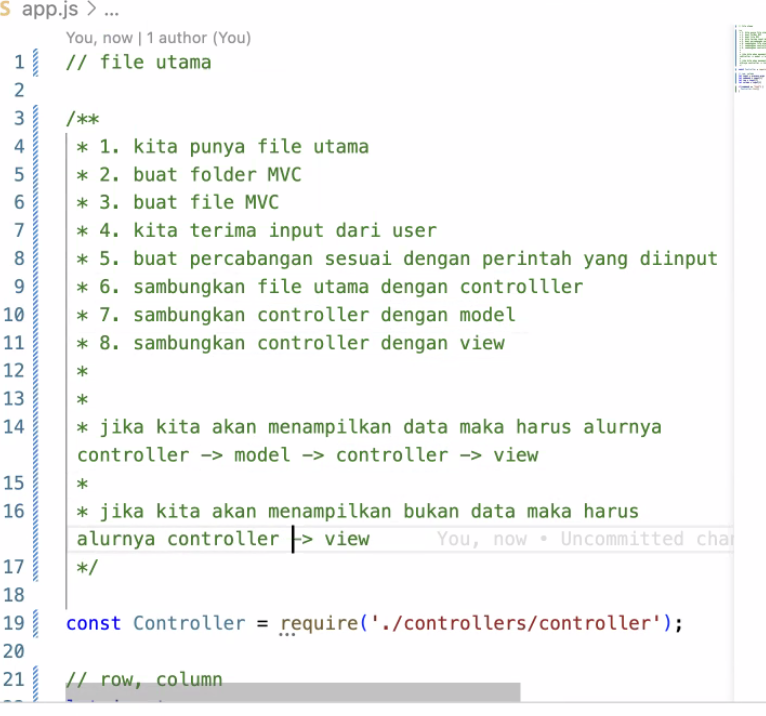 app.js > ...
You, now | 1 author (You)
1 // file utama
2
3 /**
4 * 1. kita punya file utama
5 * 2. buat folder MVC
6 * 3. buat file MVC
7 * 4. kita terima input dari user
8 * 5. buat percabangan sesuai dengan perintah yang diinput
9 * 6. sambungkan file utama dengan controlller
10 * 7. sambungkan controller dengan model
11 * 8. sambungkan controller dengan view
12 *
13 *
14 * jika kita akan menampilkan data maka harus alurnya
controller -> model -> controller -> view
15 *
16 * jika kita akan menampilkan bukan data maka harus
alurnya controller -> view You, now • Uncommitted
17 */
18
19 const Controller = require('./controllers/controller');
20
21 // row, column